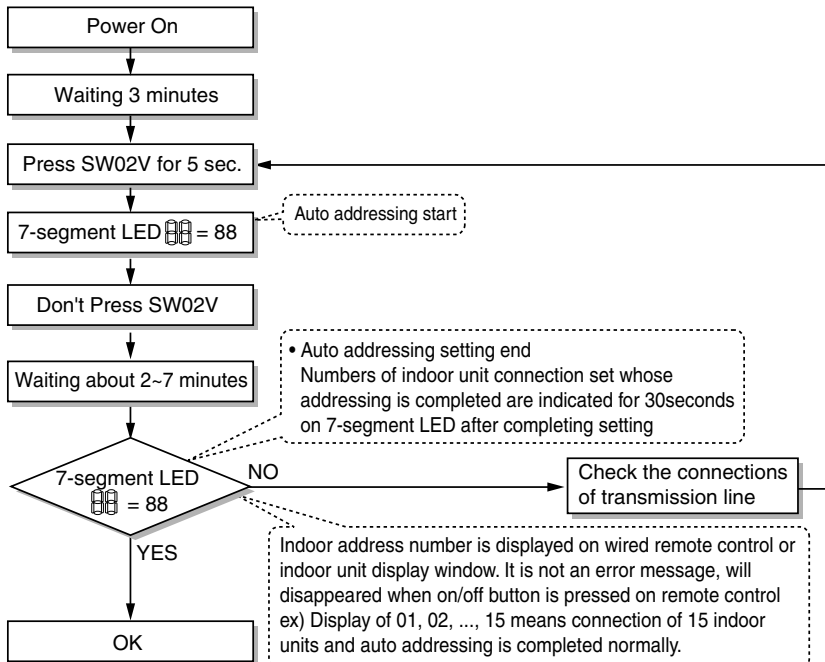 Power On
Waiting 3 minutes
Press SW02V for 5 sec.
7-segment LED 88 = 88
Auto addressing start
Don't Press SW02V
Waiting about 2~7 minutes
• Auto addressing setting end
Numbers of indoor unit connection set whose
addressing is completed are indicated for 30seconds
on 7-segment LED after completing setting
7-segment LED
88 = 88
NO
Check the connections
of transmission line
YES
Indoor address number is displayed on wired remote control or
indoor unit display window. It is not an error message, will
disappeared when on/off button is pressed on remote control
ex) Display of 01, 02, ..., 15 means connection of 15 indoor
units and auto addressing is completed normally.
OK